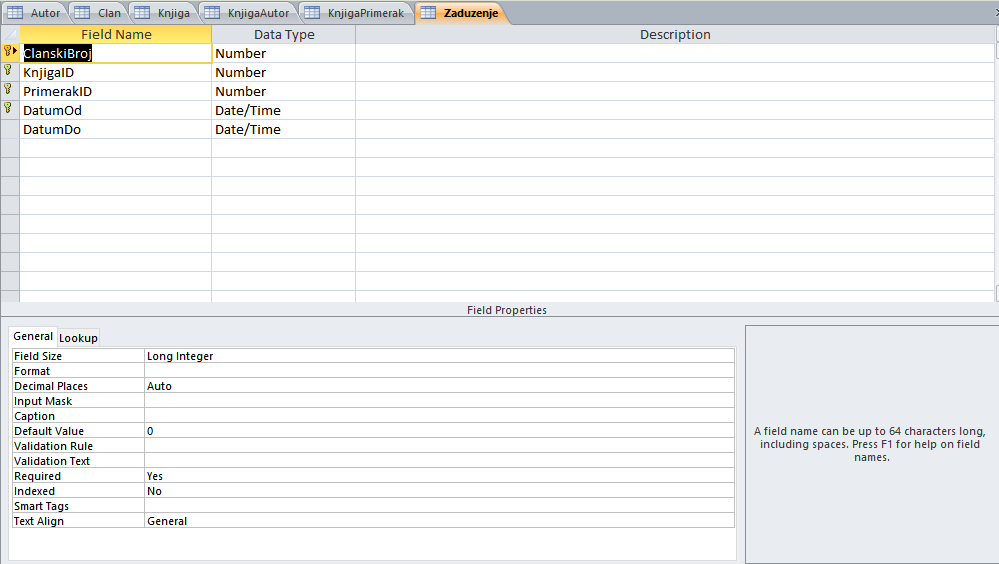 Autor Clan Knjiga KnjigaAutor KnjigaPrimerak Zaduzenje
Field Name Data Type Description
ClanskiBroj Number
KnjigaID Number
PrimerakID Number
DatumOd Date/Time
DatumDo Date/Time
Field Properties
General Lookup
Field Size Long Integer
Format
Decimal Places Auto
Input Mask
Caption
Default Value 0
Validation Rule
Validation Text
Required Yes
Indexed No
Smart Tags
Text Align General
A field name can be up to 64 characters long,
including spaces. Press F1 for help on field
names.